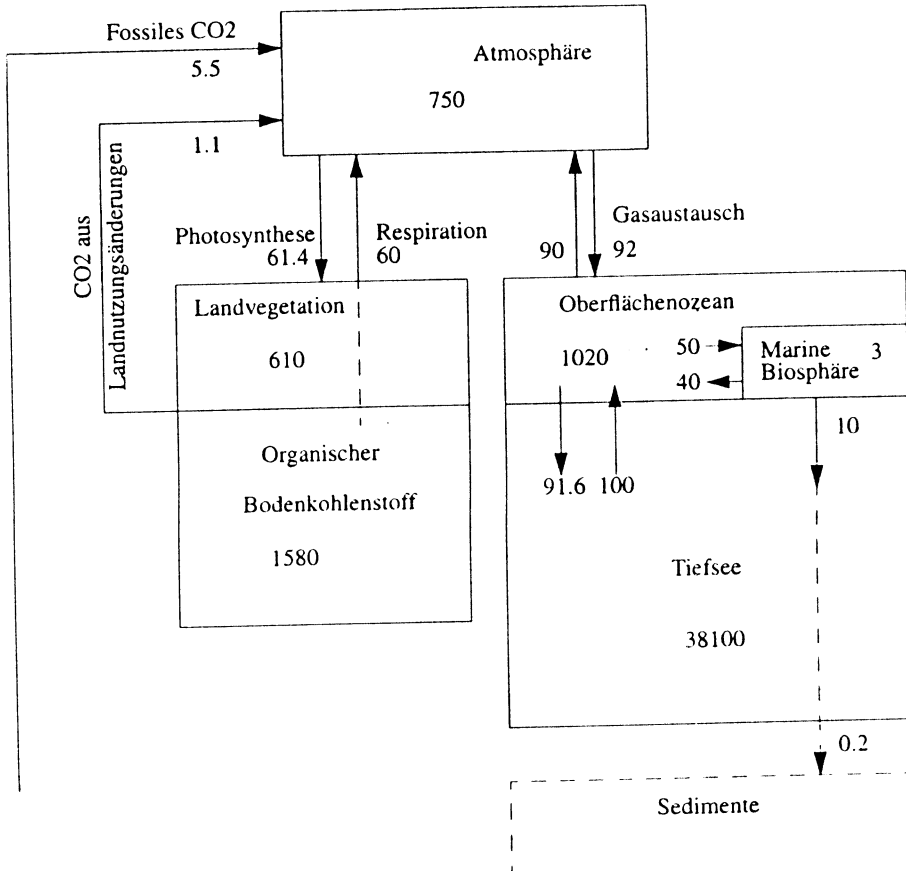 Fossiles CO2
5.5
Atmosphäre
750
1.1
CO2 aus
Landnutzungsänderungen
Photosynthese
61.4
Respiration
60
90
Gasaustausch
92
Landvegetation
610
Oberflächenozean
1020
50
40
Marine 3
Biosphäre
10
91.6 100
Organischer
Bodenkohlenstoff
1580
Tiefsee
38100
0.2
Sedimente